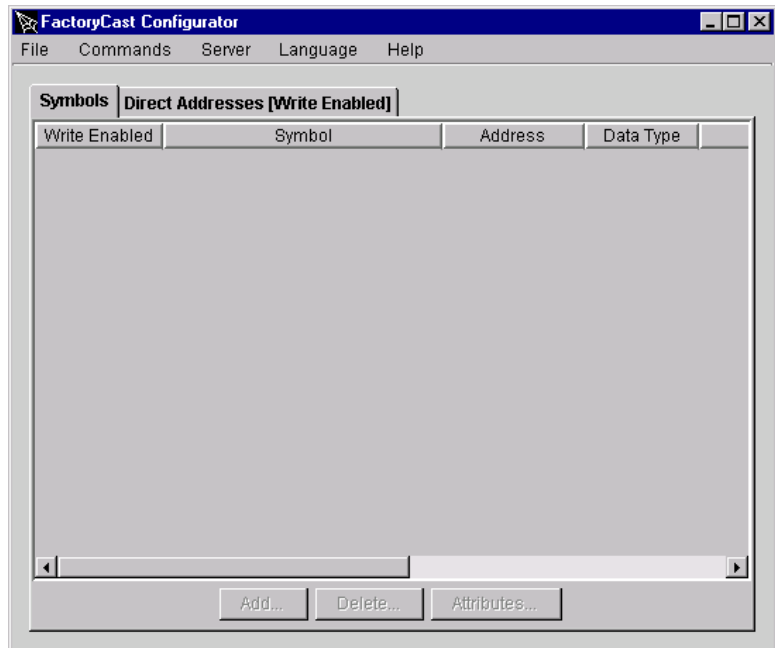 FactoryCast Configurator
File Commands Server Language Help
Symbols Direct Addresses [Write Enabled]
Write Enabled Symbol Address Data Type
Add... Delete... Attributes...